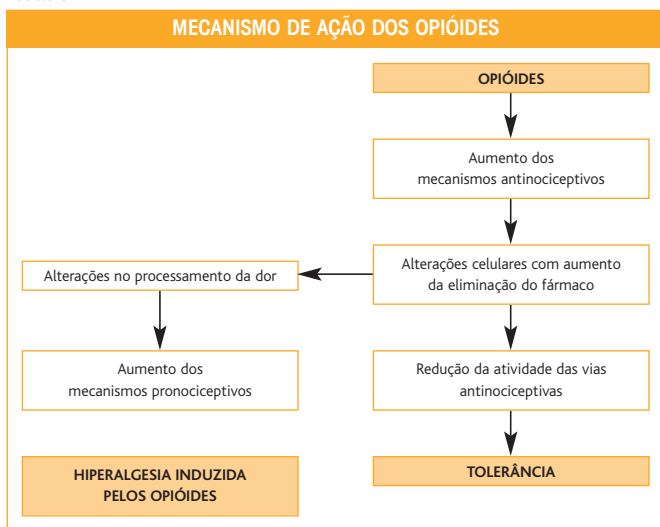 MECANISMO DE AÇÃO DOS OPIÓIDES
OPIÓIDES
Aumento dos
mecanismos antinociceptivos
Alterações no processamento da dor
Alterações celulares com aumento
da eliminação do fármaco
Aumento dos
mecanismos pronociceptivos
Redução da atividade das vias
antinociceptivas
HIPERALGESIA INDUZIDA
PELOS OPIÓIDES
TOLERÂNCIA